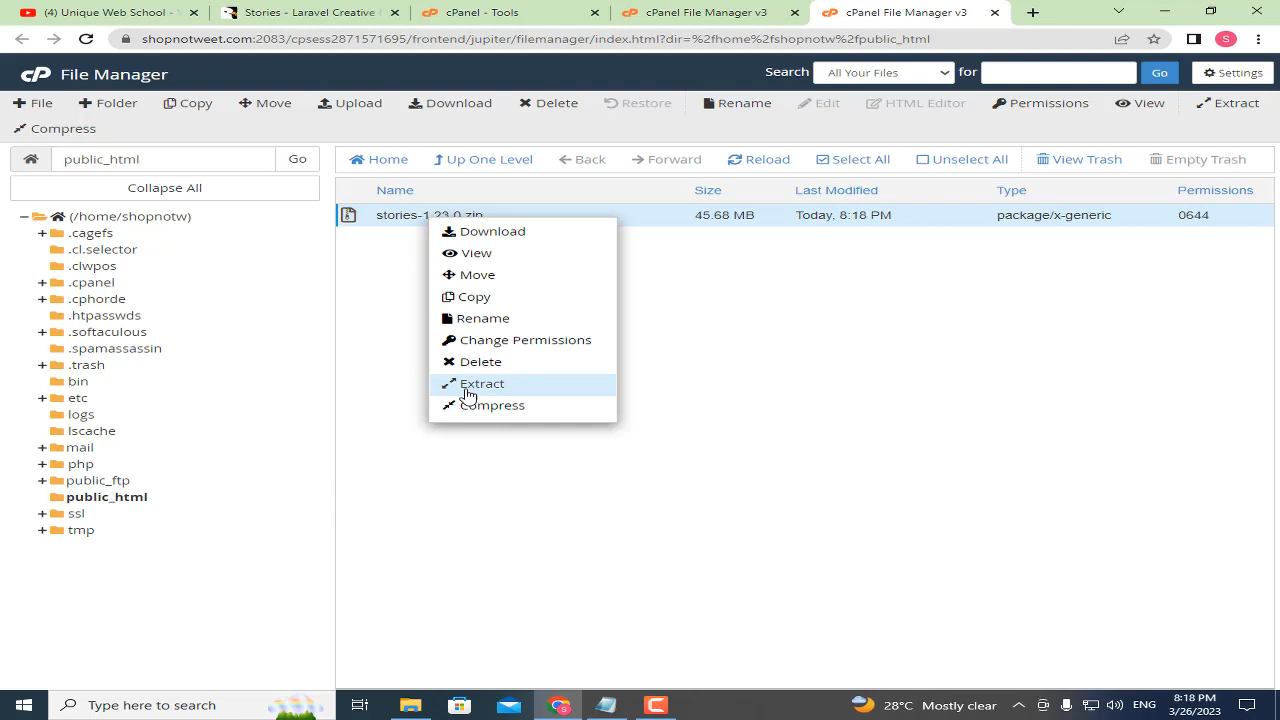 (4) Unique Web School -
Stories - Laravel Creative
cPanel - Tools
cPanel File Manager v3
cPanel File Manager v3
shopnotweet.com:2083/cpsess2871571695/frontend/jupiter/filemanager/index.html?dir=%2fhome%2fshopnotw%2fpublic_html
S
cP File Manager
Search All Your Files for Go Settings
File Folder Copy Move Upload Download Delete Restore Rename Edit HTML Editor Permissions View Extract
Compress
public_html Go
Home Up One Level Back Forward Reload Select All Unselect All View Trash Empty Trash
Collapse All
Name Size Last Modified Type Permissions
stories-1.23.0.zip 45.68 MB Today, 8:18 PM package/x-generic 0644
Download
View
Move
Copy
Rename
Change Permissions
Delete
Extract
Compress
(/home/shopnotw)
.cagefs
.cl.selector
.clwpos
.cpanel
.cphorde
.htpasswds
.softaculous
.spamassassin
.trash
bin
etc
logs
lscache
mail
php
public_ftp
public_html
ssl
tmp
Type here to search
28°C Mostly clear
ENG
8:18 PM
3/26/2023